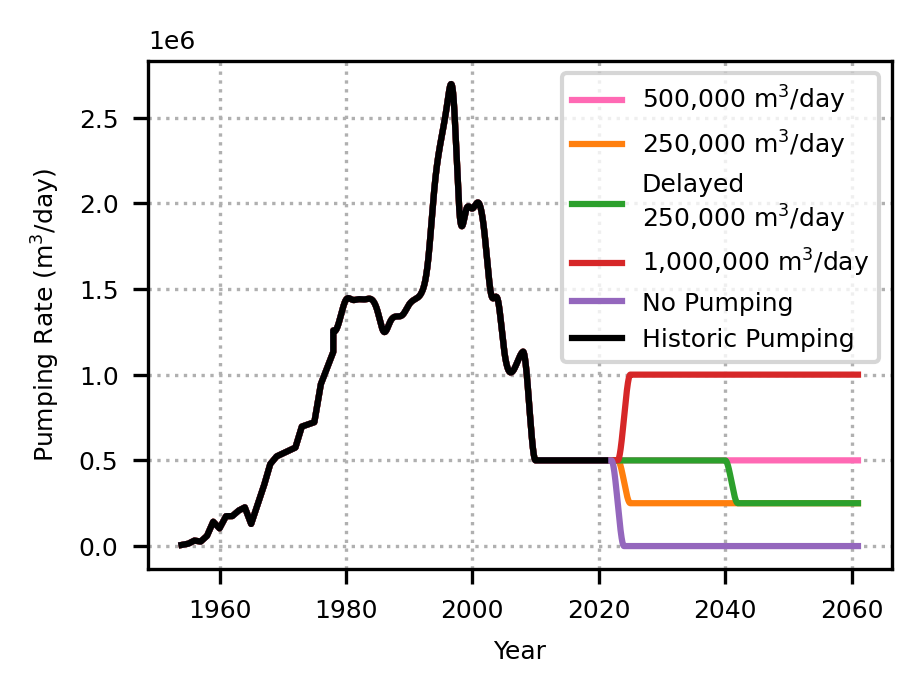 1e6
2.5
2.0
1.5
1.0
0.5
0.0
Pumping Rate (m³/day)
500,000 m³/day
250,000 m³/day
Delayed
250,000 m³/day
1,000,000 m³/day
No Pumping
Historic Pumping
1960 1980 2000 2020 2040 2060
Year